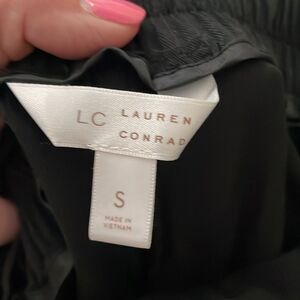 LC LAUREN
CONRAD
S
MADE IN
VIETNAM